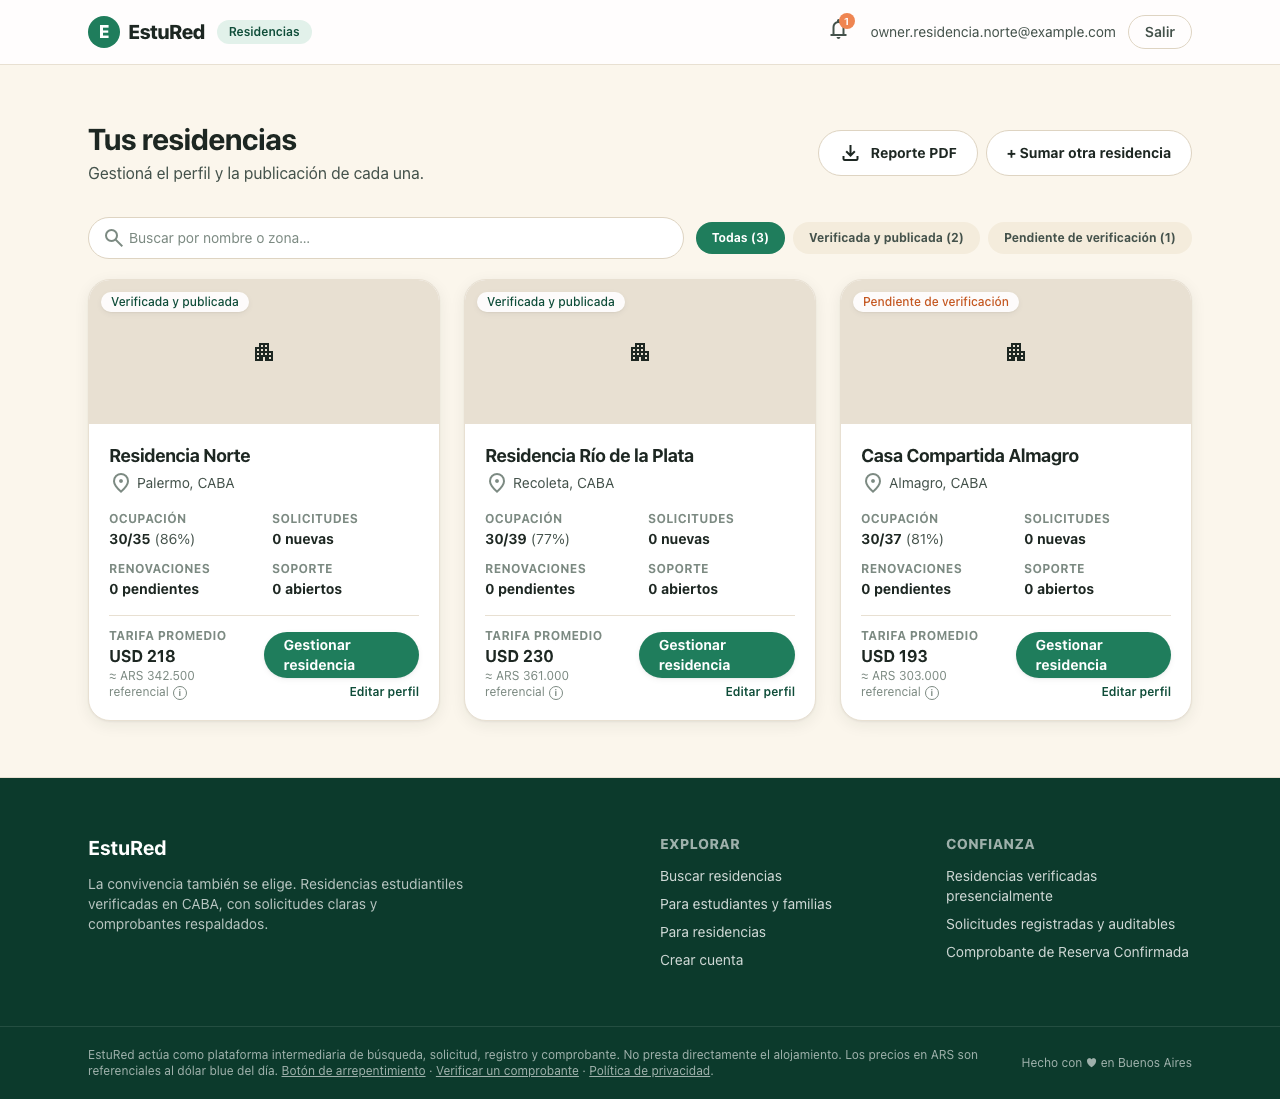 E EstuRed Residencias
1
owner.residencia.norte@example.com Salir
Tus residencias
Gestioná el perfil y la publicación de cada una.
Reporte PDF
+ Sumar otra residencia
Buscar por nombre o zona...
Todas (3)
Verificada y publicada (2)
Pendiente de verificación (1)
Verificada y publicada
Residencia Norte
Palermo, CABA
OCUPACIÓN
30/35 (86%)
SOLICITUDES
0 nuevas
RENOVACIONES
0 pendientes
SOPORTE
0 abiertos
TARIFA PROMEDIO
USD 218
≈ ARS 342.500
referencial i
Gestionar
residencia
Editar perfil
Verificada y publicada
Residencia Río de la Plata
Recoleta, CABA
OCUPACIÓN
30/39 (77%)
SOLICITUDES
0 nuevas
RENOVACIONES
0 pendientes
SOPORTE
0 abiertos
TARIFA PROMEDIO
USD 230
≈ ARS 361.000
referencial i
Gestionar
residencia
Editar perfil
Pendiente de verificación
Casa Compartida Almagro
Almagro, CABA
OCUPACIÓN
30/37 (81%)
SOLICITUDES
0 nuevas
RENOVACIONES
0 pendientes
SOPORTE
0 abiertos
TARIFA PROMEDIO
USD 193
≈ ARS 303.000
referencial i
Gestionar
residencia
Editar perfil
EstuRed
La convivencia también se elige. Residencias estudiantiles
verificadas en CABA, con solicitudes claras y
comprobantes respaldados.
EXPLORAR
Buscar residencias
Para estudiantes y familias
Para residencias
Crear cuenta
CONFIANZA
Residencias verificadas
presencialmente
Solicitudes registradas y auditables
Comprobante de Reserva Confirmada
EstuRed actúa como plataforma intermediaria de búsqueda, solicitud, registro y comprobante. No presta directamente el alojamiento. Los precios en ARS son
referenciales al dólar blue del día. Botón de arrepentimiento · Verificar un comprobante · Política de privacidad.
Hecho con ♥ en Buenos Aires